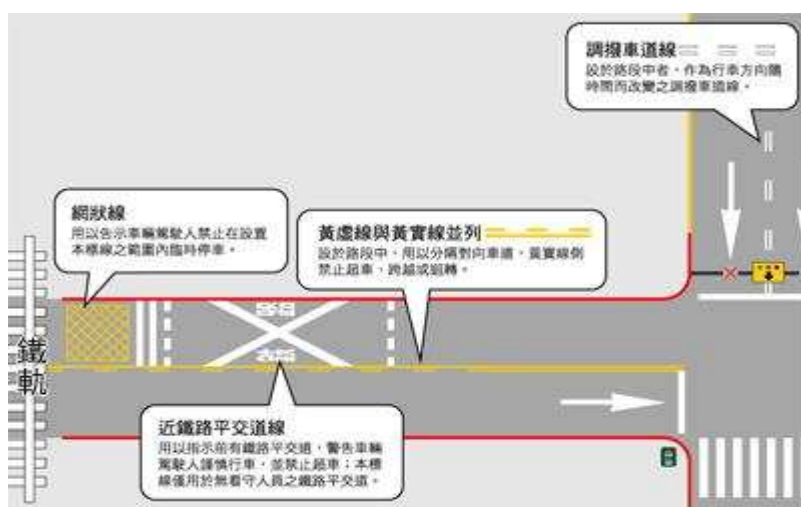 調撥車道線
設於路段中者，作為行車方向隨
時間而改變之調撥車道線。
網狀線
用以告示車輛駕駛人禁止在設置
本標線之範圍內臨時停車。
黃虛線與黃實線並列
設於路段中，用以分隔對向車道，黃實線側
禁止超車、跨越或迴轉。
鐵軌
近鐵路平交道線
用以指示前有鐵路平交道，警告車輛
駕駛人謹慎行車，並禁止超車；本標
線僅用於無看守人員之鐵路平交道。